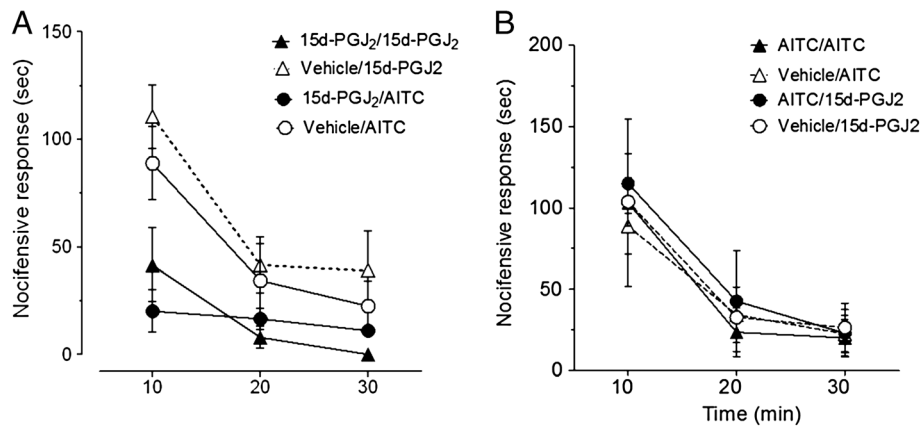 A
Nocifensive response (sec)
150
100
50
0
10 20 30
15d-PGJ₂/15d-PGJ₂
Vehicle/15d-PGJ2
15d-PGJ₂/AITC
Vehicle/AITC
B
Nocifensive response (sec)
200
150
100
50
0
10 20 30
Time (min)
AITC/AITC
Vehicle/AITC
AITC/15d-PGJ2
Vehicle/15d-PGJ2